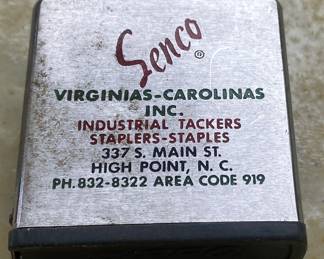 Senco ®
VIRGINIAS-CAROLINAS
INC.
INDUSTRIAL TACKERS
STAPLERS-STAPLES
337 S. MAIN ST.
HIGH POINT, N. C.
PH. 832-8322 AREA CODE 919